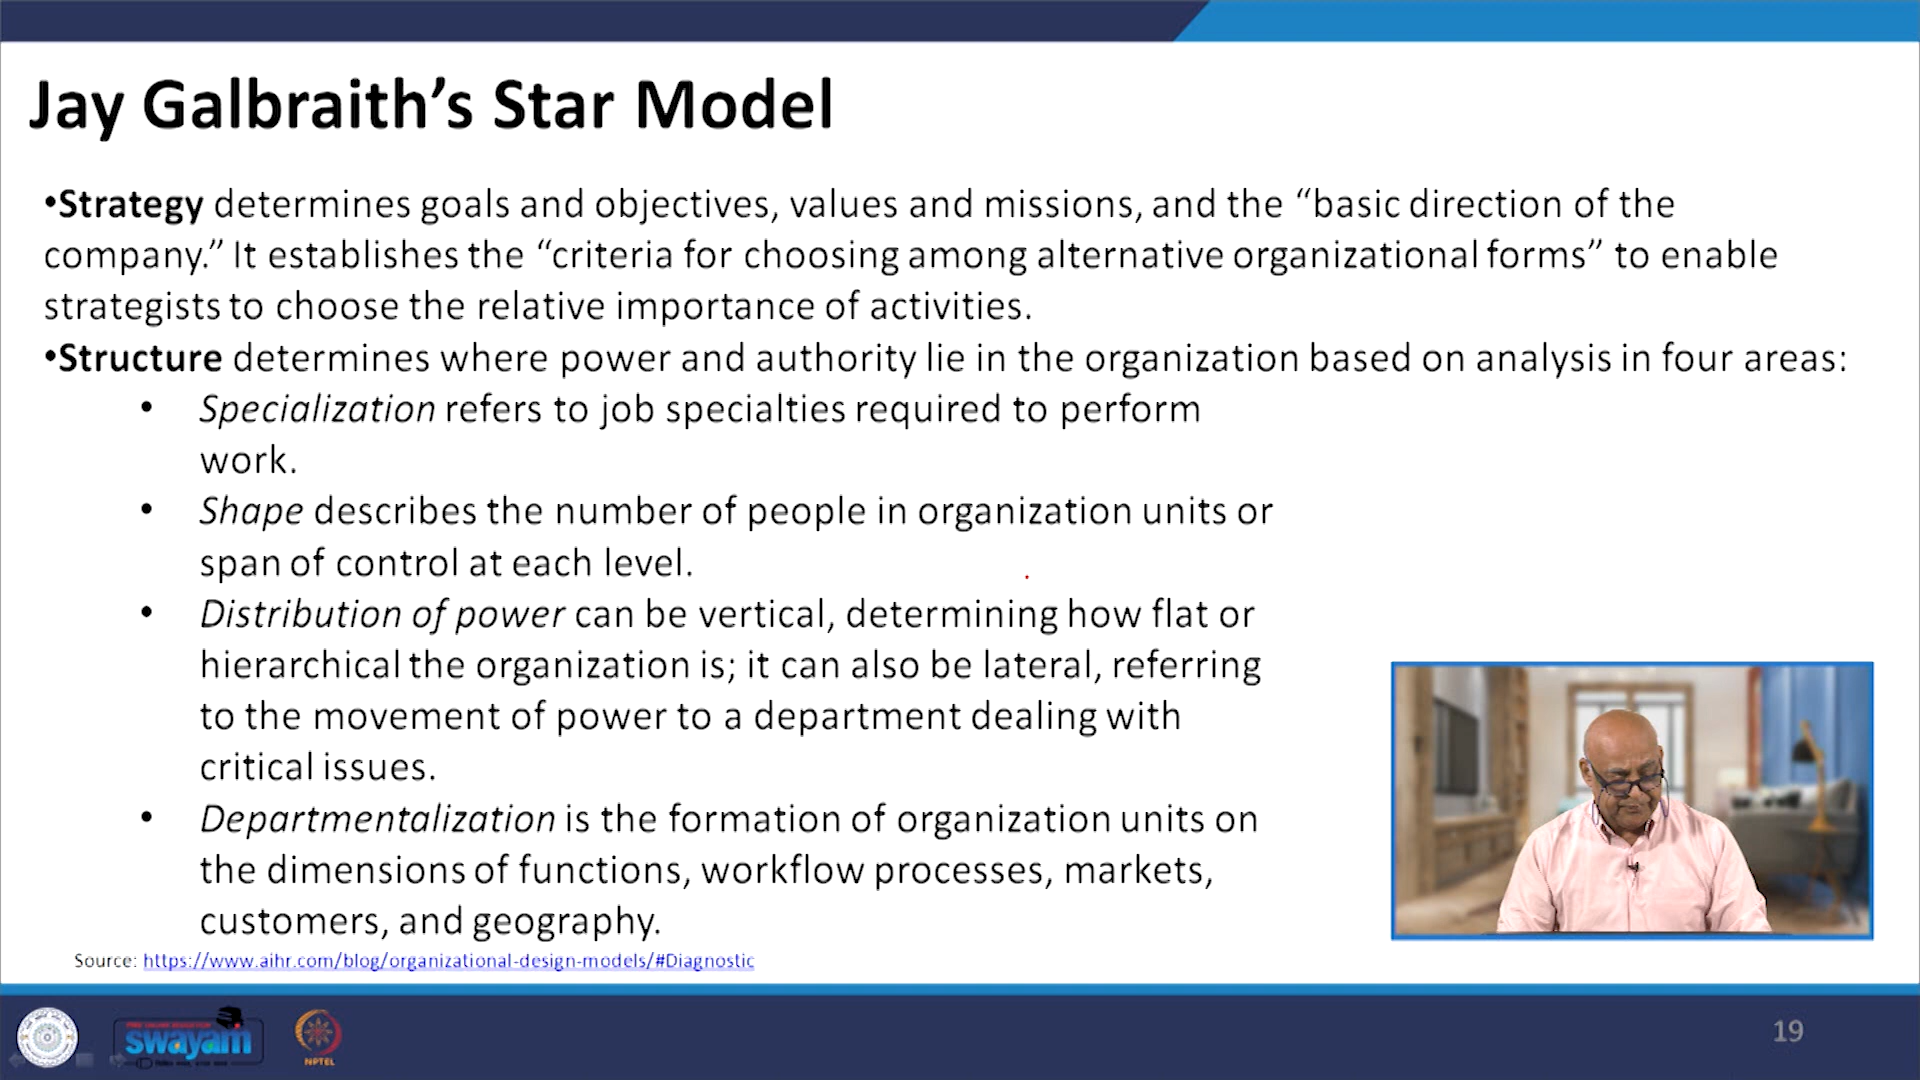 Jay Galbraith’s Star Model
•Strategy determines goals and objectives, values and missions, and the “basic direction of the
company.” It establishes the “criteria for choosing among alternative organizational forms” to enable
strategists to choose the relative importance of activities.
•Structure determines where power and authority lie in the organization based on analysis in four areas:
• Specialization refers to job specialties required to perform
work.
• Shape describes the number of people in organization units or
span of control at each level.
• Distribution of power can be vertical, determining how flat or
hierarchical the organization is; it can also be lateral, referring
to the movement of power to a department dealing with
critical issues.
• Departmentalization is the formation of organization units on
the dimensions of functions, workflow processes, markets,
customers, and geography.
Source: https://www.aihr.com/blog/organizational-design-models/#Diagnostic
swayam
NPTEL
19